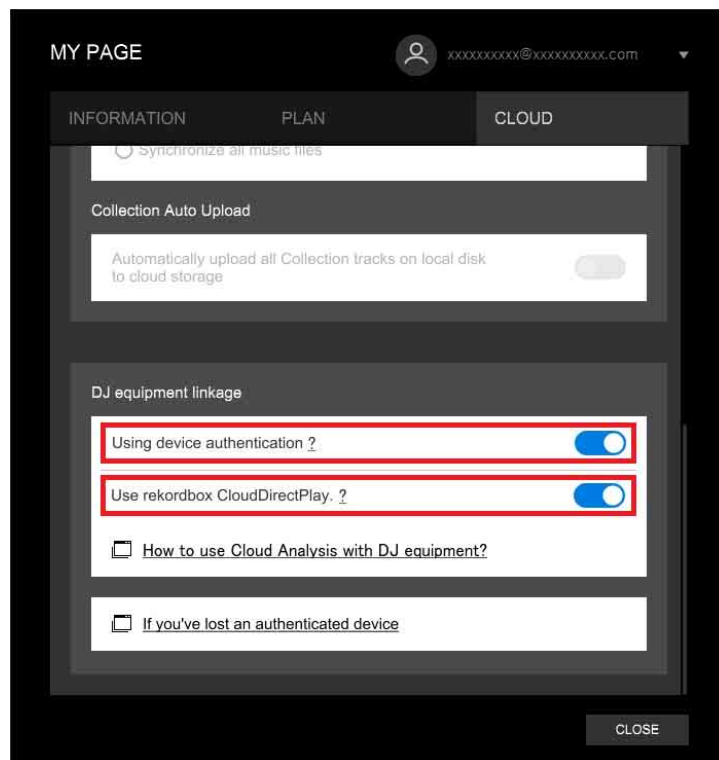 MY PAGE
xxxxxxxxxx@xxxxxxxxxx.com
INFORMATION PLAN CLOUD
Synchronize all music files
Collection Auto Upload
Automatically upload all Collection tracks on local disk
to cloud storage
DJ equipment linkage
Using device authentication ?
Use rekordbox CloudDirectPlay. ?
How to use Cloud Analysis with DJ equipment?
If you've lost an authenticated device
CLOSE